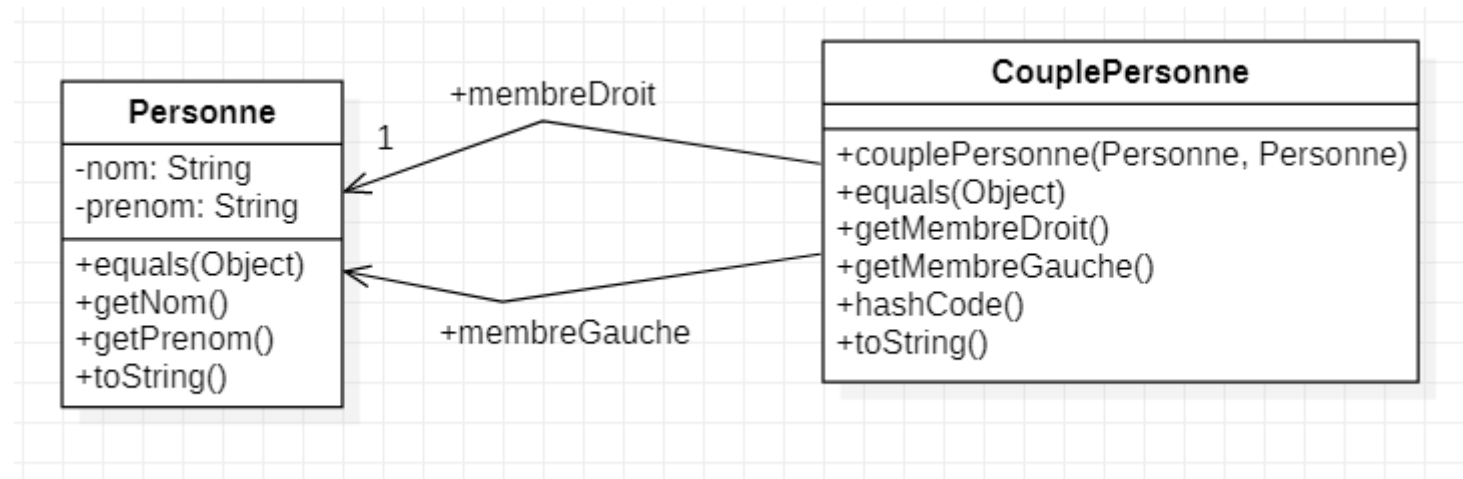 Personne
-nom: String
-prenom: String
+equals(Object)
+getNom()
+getPrenom()
+toString()
+membreDroit
1
+membreGauche
CouplePersonne
+couplePersonne(Personne, Personne)
+equals(Object)
+getMembreDroit()
+getMembreGauche()
+hashCode()
+toString()